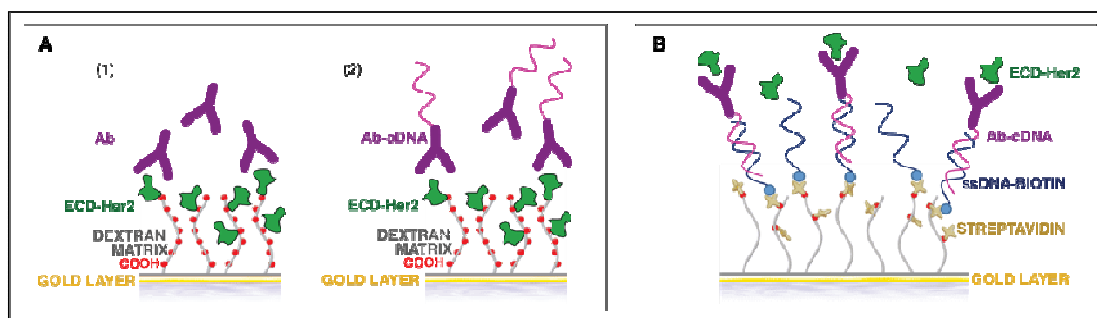 A
B
(1)
(2)
Ab
Ab-cDNA
ECD-Her2
ECD-Her2
DEXTRAN
MATRIX
COOH
DEXTRAN
MATRIX
COOH
GOLD LAYER
GOLD LAYER
ECD-Her2
Ab-cDNA
ssDNA-BIOTIN
STREPTAVIDIN
GOLD LAYER